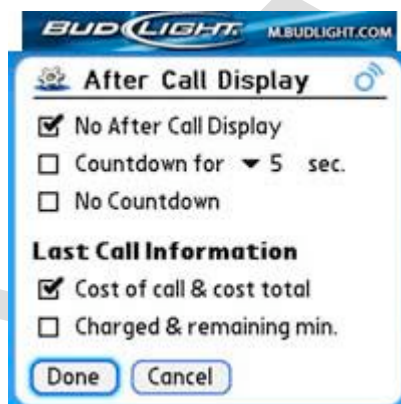 BUD LIGHT. M.BUDLIGHT.COM
After Call Display
No After Call Display
Countdown for 5 sec.
No Countdown
Last Call Information
Cost of call & cost total
Charged & remaining min.
Done Cancel